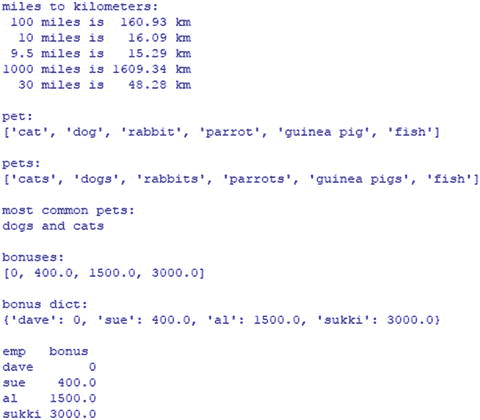 miles to kilometers:
 100 miles is  160.93 km
  10 miles is   16.09 km
 9.5 miles is   15.29 km
1000 miles is 1609.34 km
  30 miles is   48.28 km

pet:
['cat', 'dog', 'rabbit', 'parrot', 'guinea pig', 'fish']

pets:
['cats', 'dogs', 'rabbits', 'parrots', 'guinea pigs', 'fish']

most common pets:
dogs and cats

bonuses:
[0, 400.0, 1500.0, 3000.0]

bonus dict:
{'dave': 0, 'sue': 400.0, 'al': 1500.0, 'sukki': 3000.0}

emp   bonus
dave       0
sue    400.0
al    1500.0
sukki 3000.0